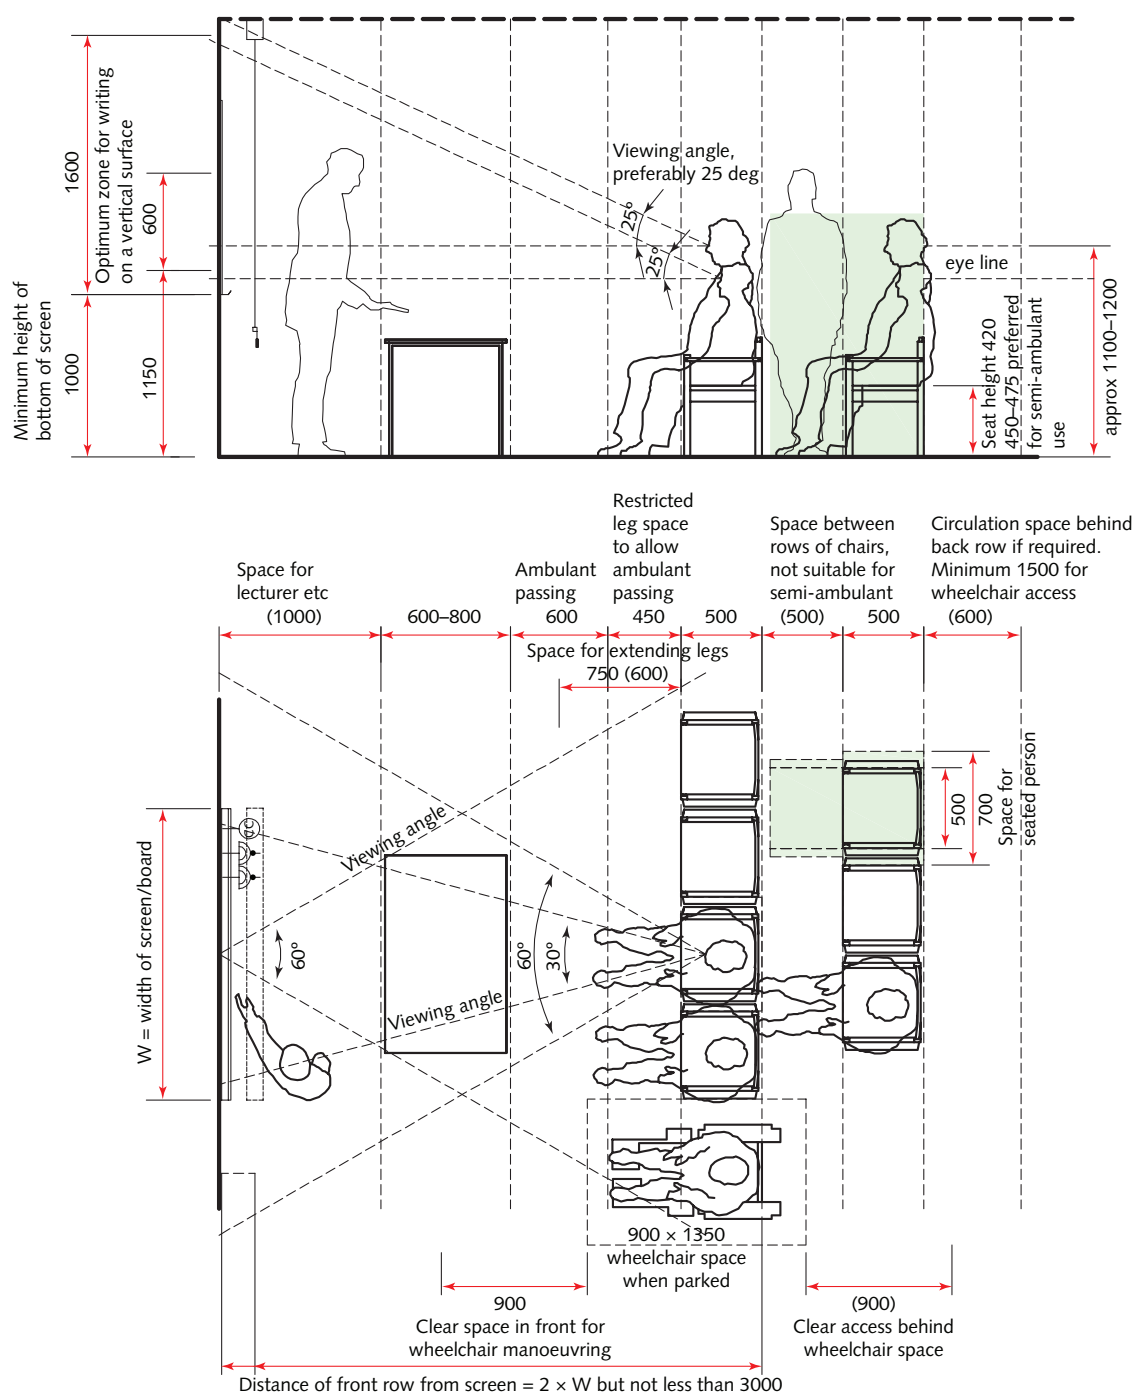 1600
Optimum zone for writing
on a vertical surface
600
Viewing angle,
preferably 25 deg
25°
25°
eye line
Minimum height of
bottom of screen
1000
1150
Seat height 420
450–475 preferred
for semi-ambulant
use
approx 1100–1200
Space for
lecturer etc
(1000)
600–800
Ambulant
passing
600
Restricted
leg space
to allow
ambulant
passing
450
500
Space between
rows of chairs,
not suitable for
semi-ambulant
(500)
500
Circulation space behind
back row if required.
Minimum 1500 for
wheelchair access
(600)
Space for extending legs
750 (600)
W = width of screen/board
Viewing angle
60°
60°
30°
Viewing angle
500
700
Space for
seated person
900 × 1350
wheelchair space
when parked
900
Clear space in front for
wheelchair manoeuvring
(900)
Clear access behind
wheelchair space
Distance of front row from screen = 2 × W but not less than 3000